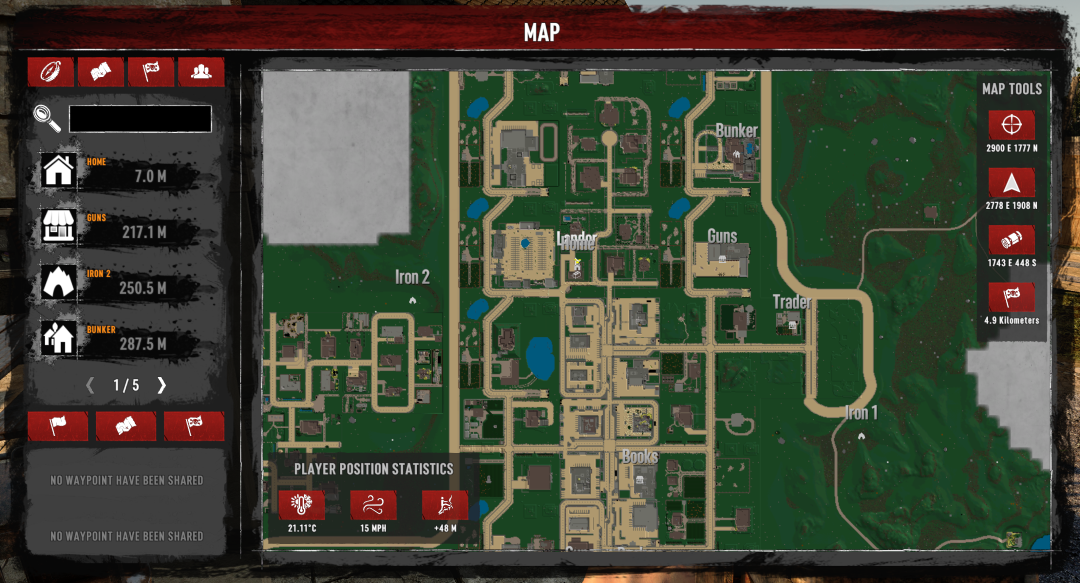 MAP
HOME
7.0 M
GUNS
217.1 M
IRON 2
250.5 M
BUNKER
287.5 M
1 / 5
NO WAYPOINT HAVE BEEN SHARED
NO WAYPOINT HAVE BEEN SHARED
MAP TOOLS
2900 E 1777 N
2778 E 1908 N
1743 E 448 S
4.9 Kilometers
Bunker
Guns
Home
Iron 2
Trader
Iron 1
Books
PLAYER POSITION STATISTICS
21.11°C
15 MPH
+48 M